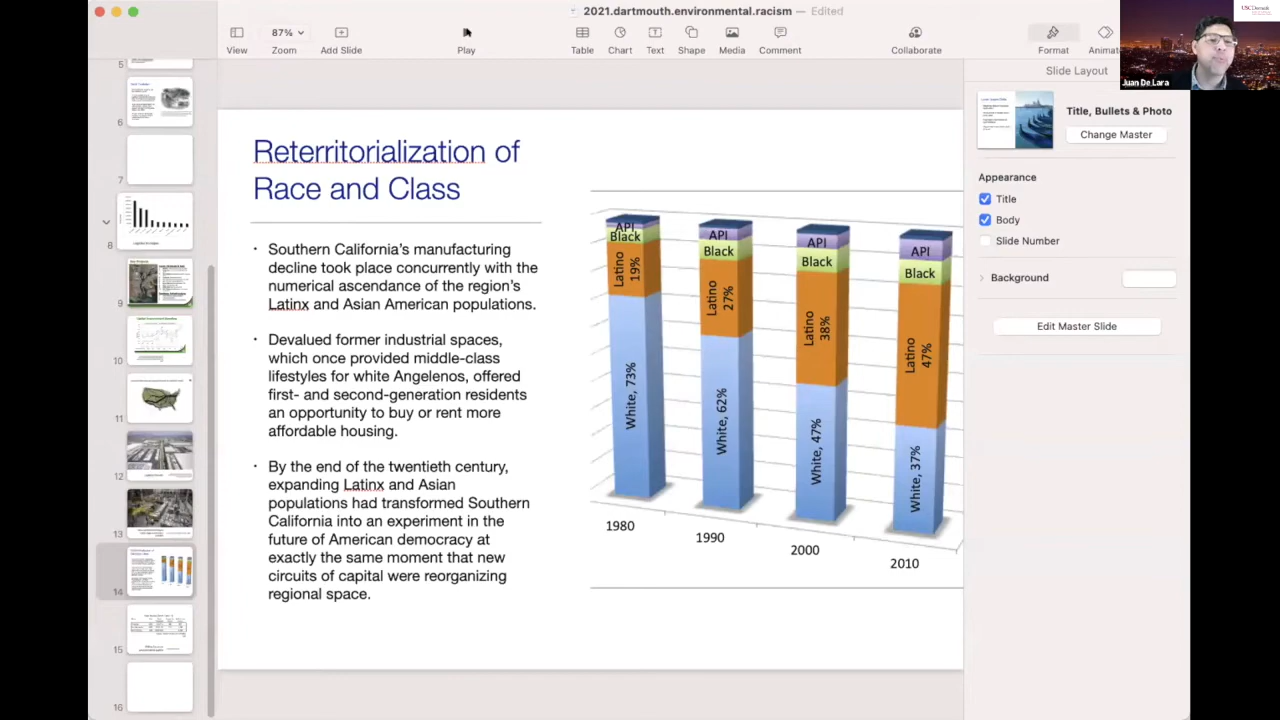 2021.dartmouth.environmental.racism — Edited
87%
View
Zoom
Add Slide
Play
Table
Chart
Text
Shape
Media
Comment
Collaborate
Format
Animat
USC Dornsife
Juan De Lara
5
6
7
8
9
10
11
12
13
14
15
16
Reterritorialization of
Race and Class
• Southern California's manufacturing
decline took place concurrently with the
numerical ascendance of the region's
Latinx and Asian American populations.
• Devalued former industrial spaces,
which once provided middle-class
lifestyles for white Angelenos, offered
first- and second-generation residents
an opportunity to buy or rent more
affordable housing.
• By the end of the twentieth century,
expanding Latinx and Asian
populations had transformed Southern
California into an experiment in the
future of American democracy at
exactly the same moment that new
circuits of capital were reorganizing
regional space.
API
Black
Latino
19%
White, 73%
1980
API
Black
Latino
27%
White, 62%
1990
API
Black
Latino
38%
White, 47%
2000
API
Black
Latino
47%
White, 37%
2010
Slide Layout
Title, Bullets & Photo
Change Master
Appearance
Title
Body
Slide Number
Background
Edit Master Slide